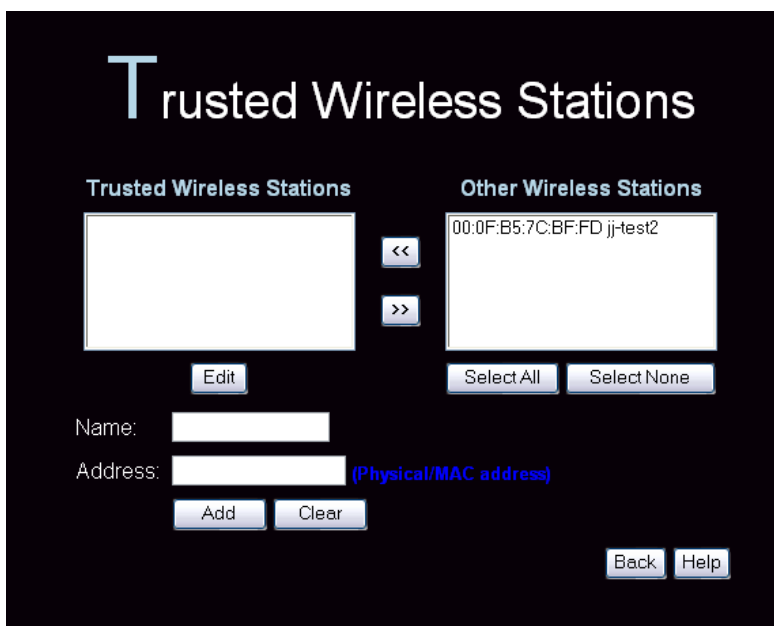 Trusted Wireless Stations
Trusted Wireless Stations
Other Wireless Stations
00:0F:B5:7C:BF:FD jj-test2
<<
>>
Edit
Select All
Select None
Name:
Address:
(Physical/MAC address)
Add
Clear
Back
Help